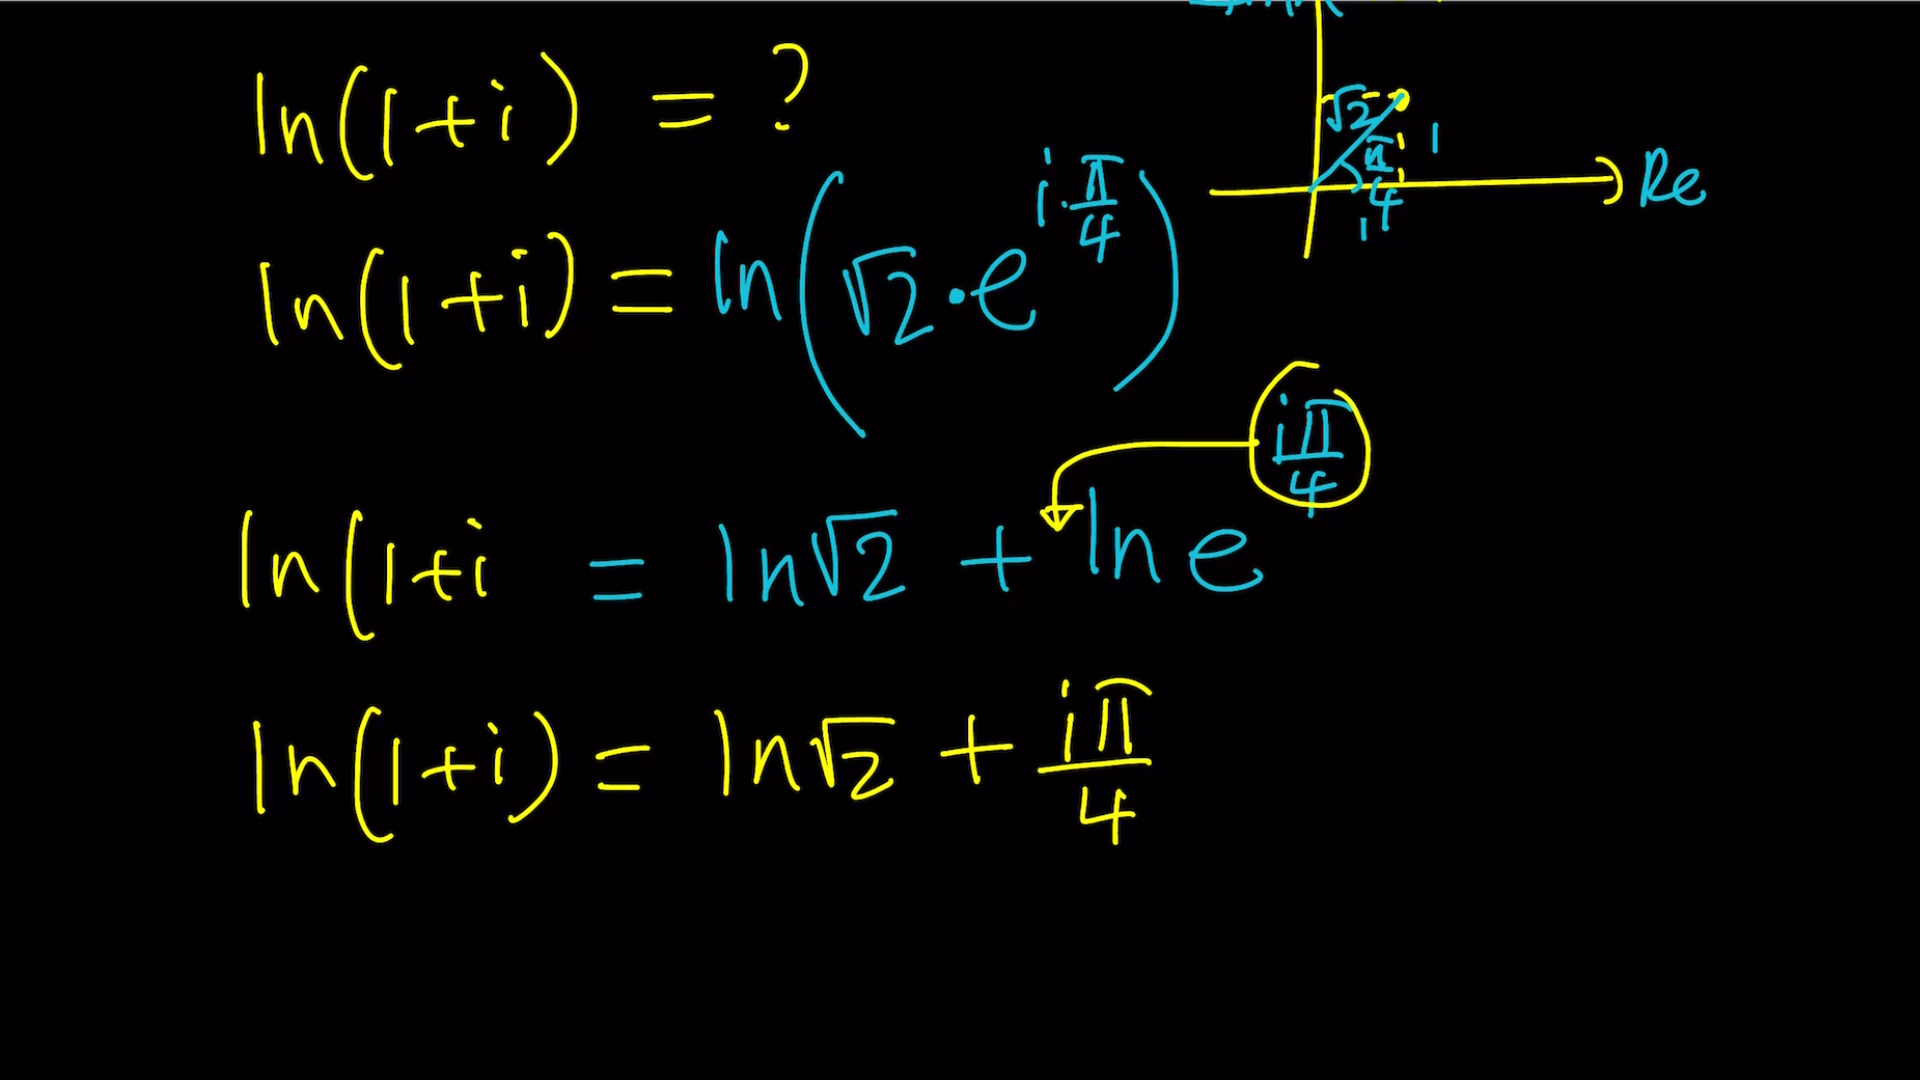 ln(1+i) = ?
√2
π/4
1
1
Re
ln(1+i) = ln(√2 · e^(i·π/4))
ln(1+i = ln√2 + ln e^(iπ/4)
ln(1+i) = ln√2 + iπ/4